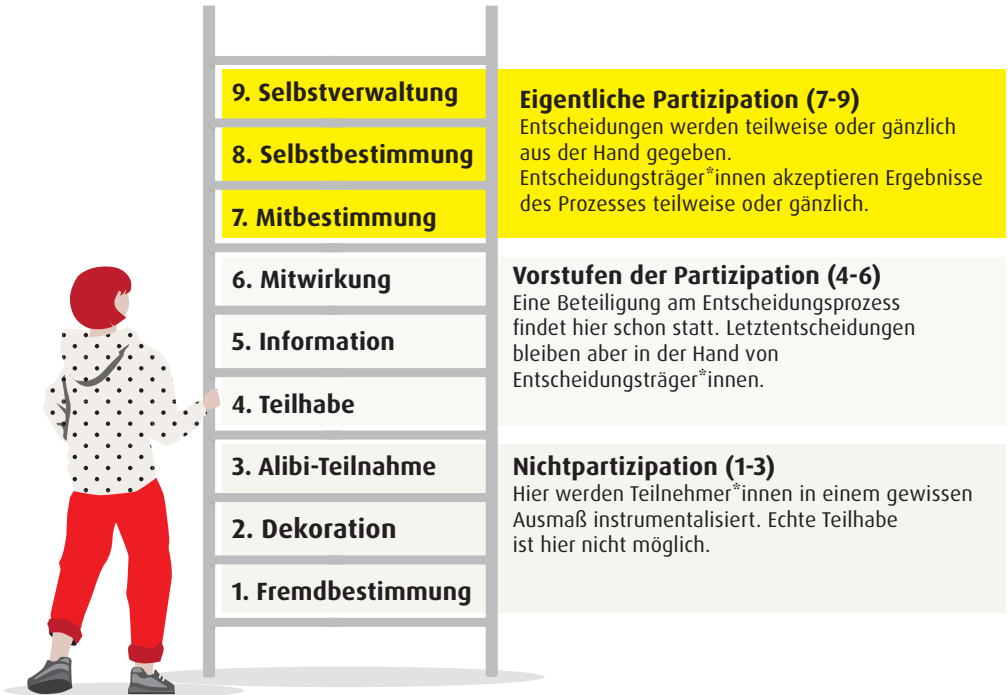 9. Selbstverwaltung
8. Selbstbestimmung
7. Mitbestimmung
Eigentliche Partizipation (7-9)
Entscheidungen werden teilweise oder gänzlich
aus der Hand gegeben.
Entscheidungsträger*innen akzeptieren Ergebnisse
des Prozesses teilweise oder gänzlich.
6. Mitwirkung
5. Information
4. Teilhabe
Vorstufen der Partizipation (4-6)
Eine Beteiligung am Entscheidungsprozess
findet hier schon statt. Letztentscheidungen
bleiben aber in der Hand von
Entscheidungsträger*innen.
3. Alibi-Teilnahme
2. Dekoration
1. Fremdbestimmung
Nichtpartizipation (1-3)
Hier werden Teilnehmer*innen in einem gewissen
Ausmaß instrumentalisiert. Echte Teilhabe
ist hier nicht möglich.